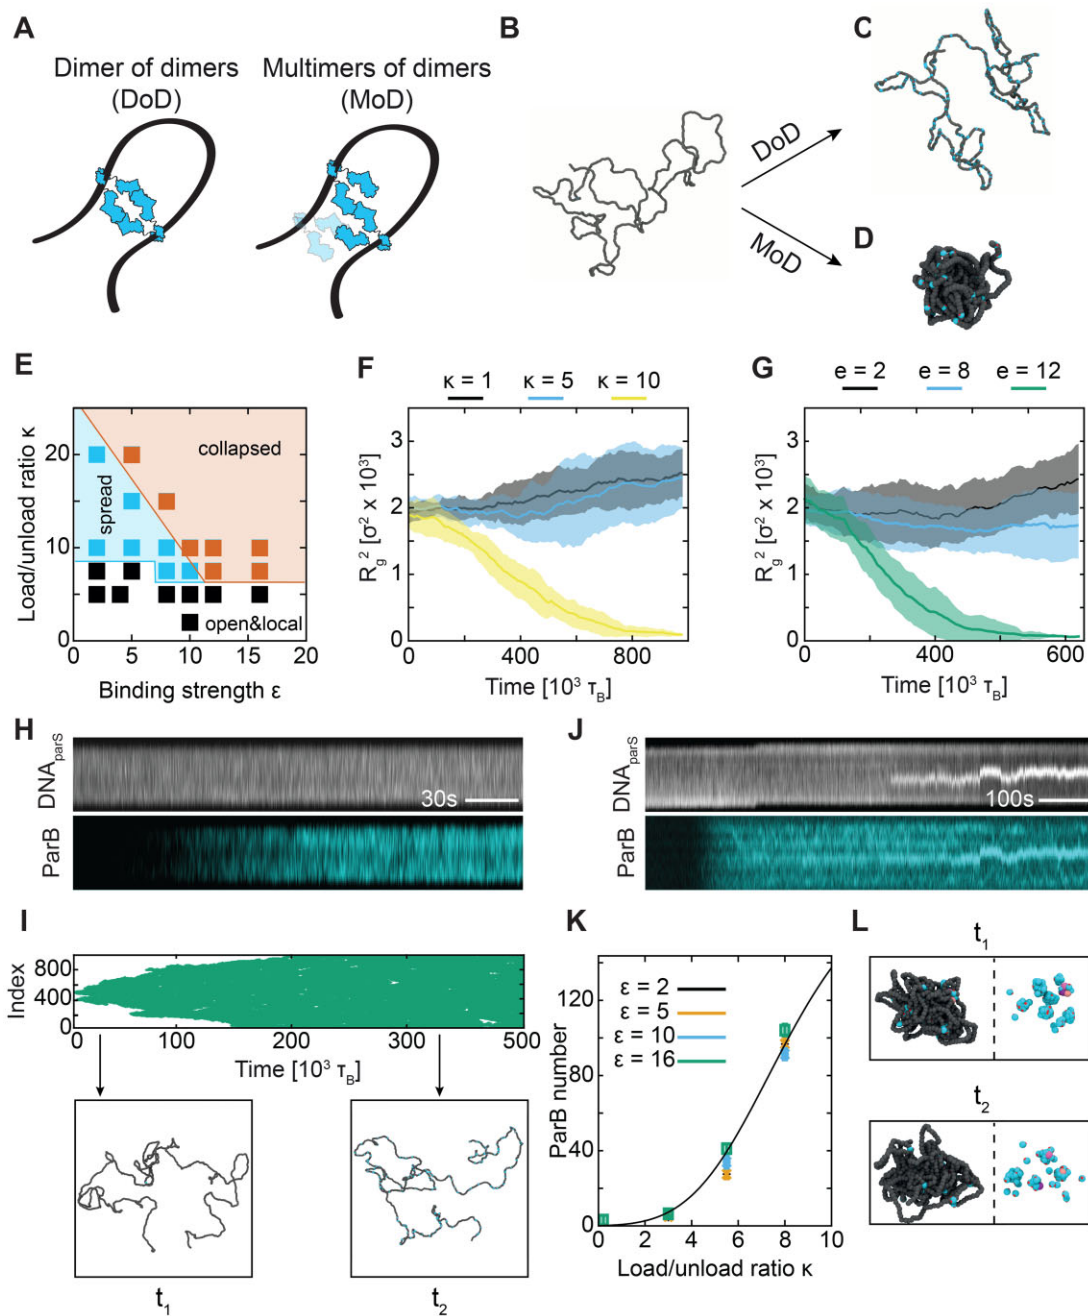 A
Dimer of dimers
(DoD)
Multimers of dimers
(MoD)
B
DoD
MoD
C
D
E
Load/unload ratio κ
20
10
0
spread
collapsed
open&local
0 5 10 15 20
Binding strength ε
F
κ = 1 κ = 5 κ = 10
R_g^2 [σ^2 x 10^3]
3
2
1
0
0 400 800
Time [10^3 τ_B]
G
e = 2 e = 8 e = 12
R_g^2 [σ^2 x 10^3]
3
2
1
0
0 200 400 600
Time [10^3 τ_B]
H
DNA_parS
30s
ParB
J
DNA_parS
100s
ParB
I
Index
800
400
0
0 100 200 300 400 500
Time [10^3 τ_B]
t_1
t_2
K
ParB number
120
80
40
0
ε = 2
ε = 5
ε = 10
ε = 16
0 2 4 6 8 10
Load/unload ratio κ
L
t_1
t_2